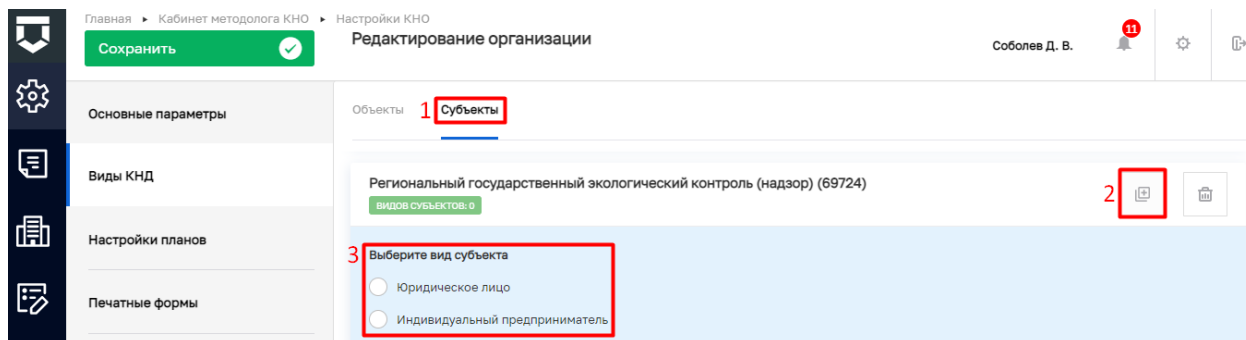 Главная ▸ Кабинет методолога КНО ▸ Настройки КНО
Сохранить
Редактирование организации
Соболев Д. В.
11
Основные параметры
Объекты 1 Субъекты
Виды КНД
Региональный государственный экологический контроль (надзор) (69724)
ВИДОВ СУБЪЕКТОВ: 0
2
Настройки планов
3 Выберите вид субъекта
Юридическое лицо
Печатные формы
Индивидуальный предприниматель